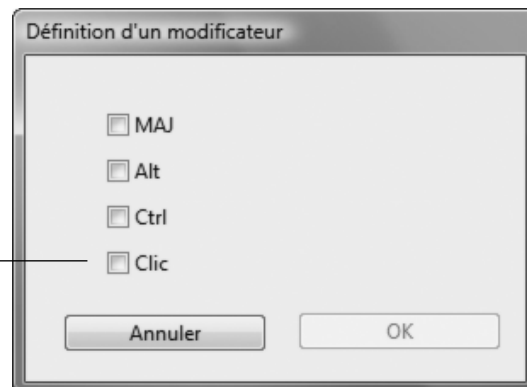 Définition d'un modificateur
MAJ
Alt
Ctrl
Clic
Annuler
OK